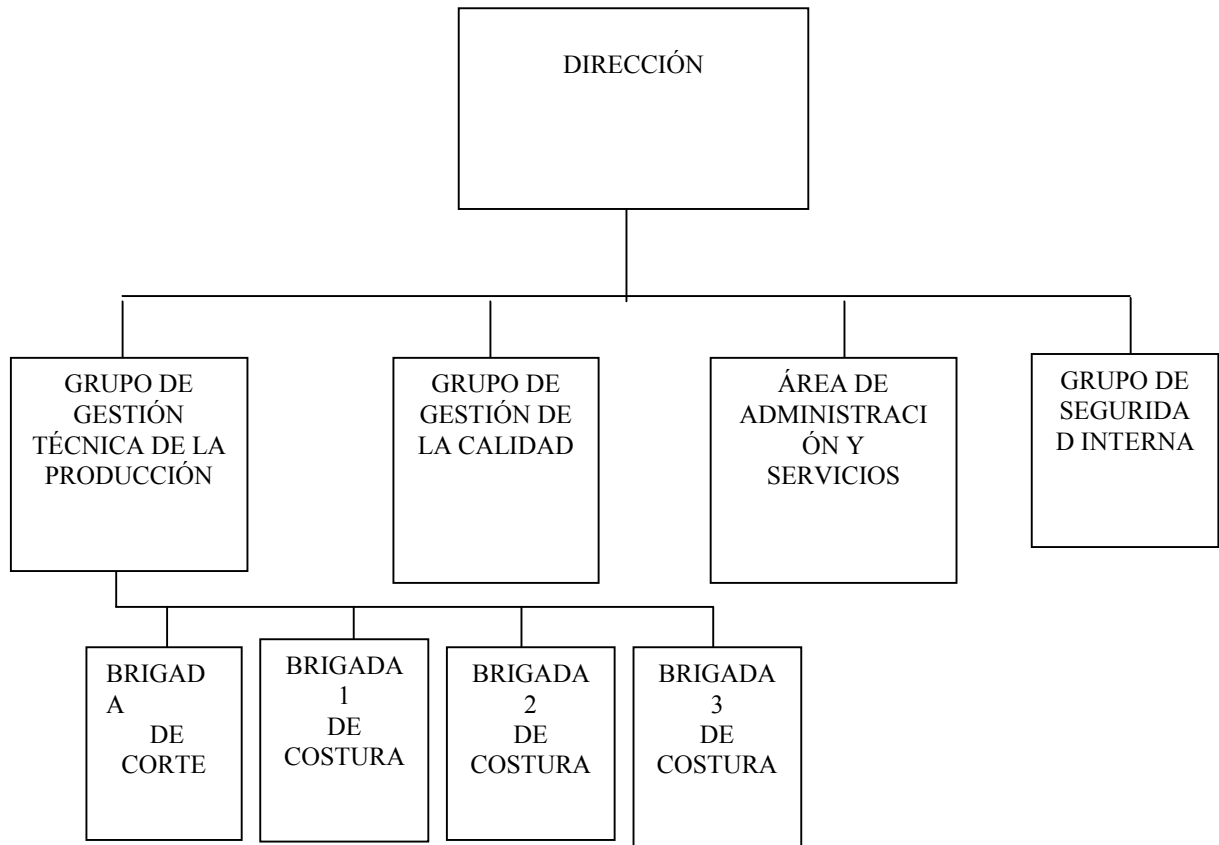 DIRECCIÓN
GRUPO DE
GESTIÓN
TÉCNICA DE LA
PRODUCCIÓN
GRUPO DE
GESTIÓN DE
LA CALIDAD
ÁREA DE
ADMINISTRACI
ÓN Y
SERVICIOS
GRUPO DE
SEGURIDA
D INTERNA
BRIGAD
A
DE
CORTE
BRIGADA
1
DE
COSTURA
BRIGADA
2
DE
COSTURA
BRIGADA
3
DE
COSTURA